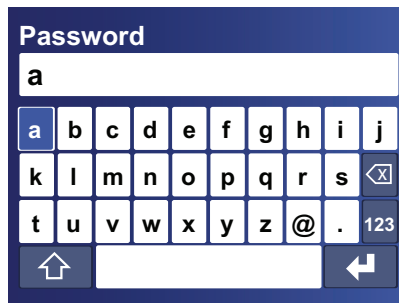 Password
a
a b c d e f g h i j
k l m n o p q r s
t u v w x y z @ . 123